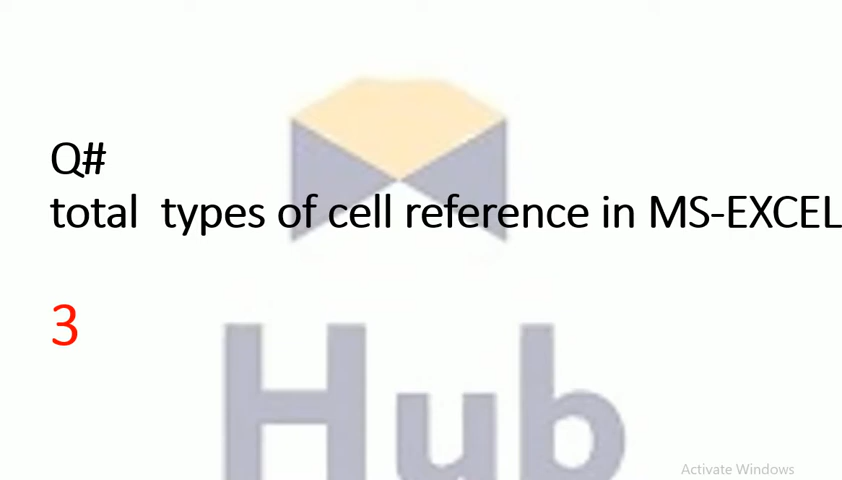 Q#
total  types of cell reference in MS-EXCEL
3
Hub
Activate Windows